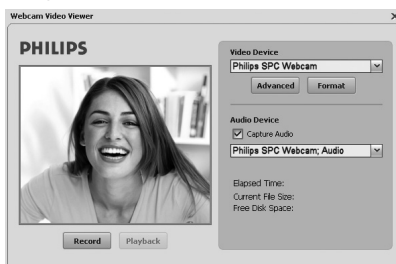 Webcam Video Viewer
PHILIPS
Video Device
Philips SPC Webcam
Advanced Format
Audio Device
Capture Audio
Philips SPC Webcam; Audio
Elapsed Time:
Current File Size:
Free Disk Space:
Record Playback